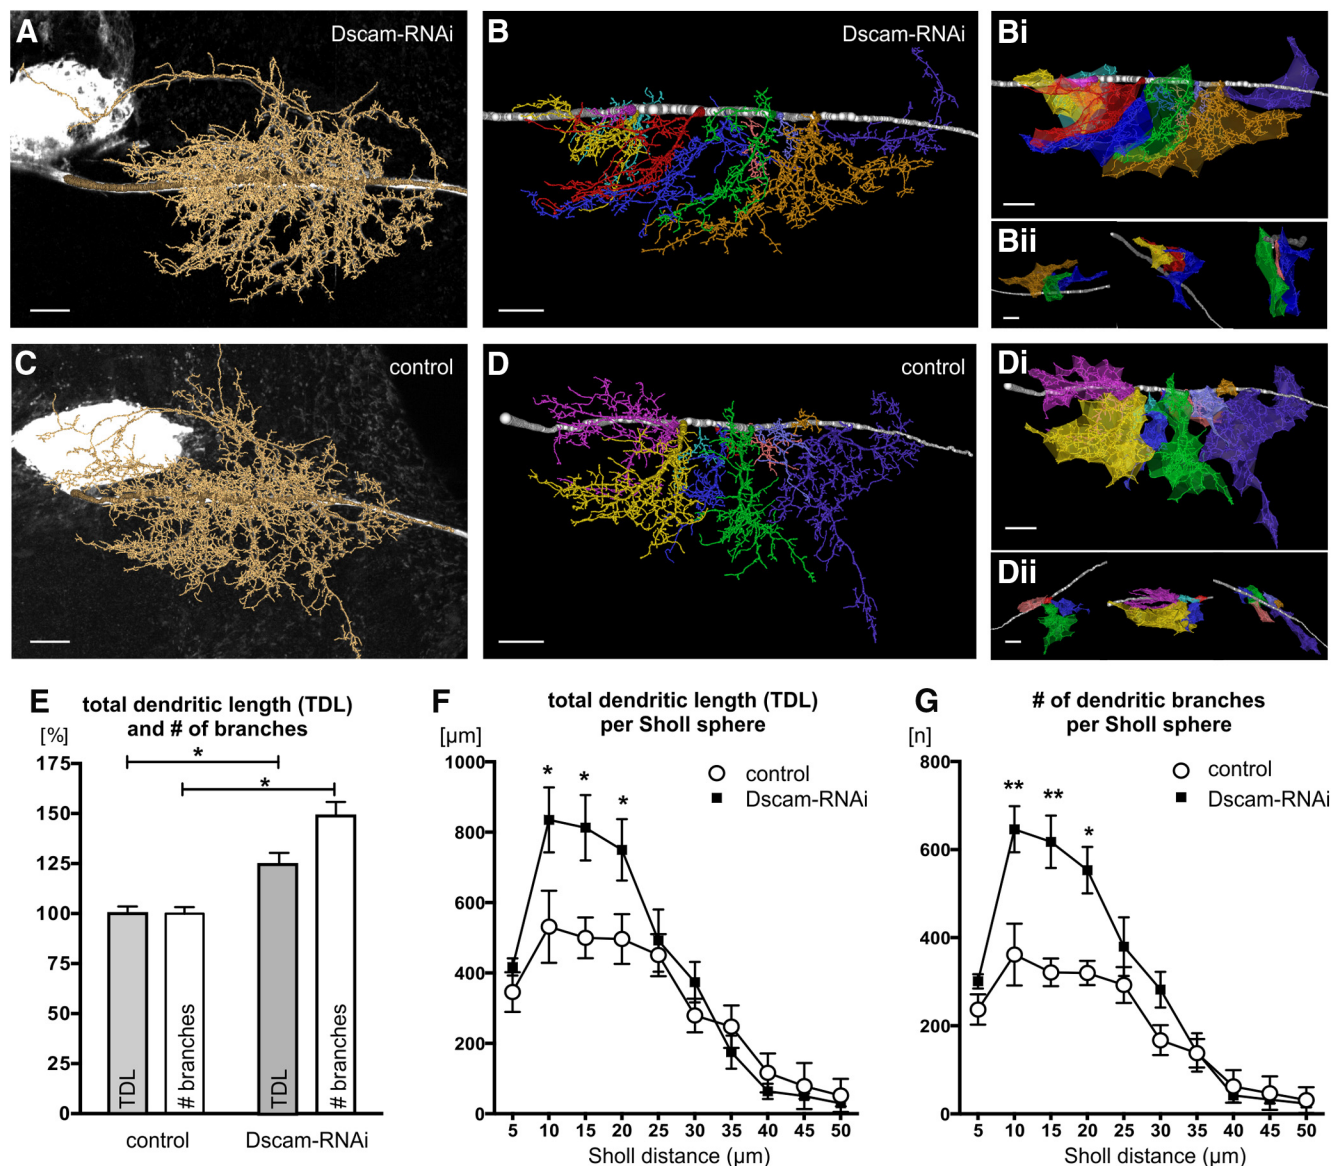 A
Dscam-RNAi
B
Dscam-RNAi
Bi
Bii
C
control
D
control
Di
Dii
E
total dendritic length (TDL)
and # of branches
[%]
175
150
125
100
75
50
25
0
*
*
TDL
# branches
TDL
# branches
control
Dscam-RNAi
F
total dendritic length (TDL)
per Sholl sphere
[µm]
1000
800
600
400
200
0
* * *
control
Dscam-RNAi
5 10 15 20 25 30 35 40 45 50
Sholl distance (µm)
G
# of dendritic branches
per Sholl sphere
[n]
800
600
400
200
0
** ** *
control
Dscam-RNAi
5 10 15 20 25 30 35 40 45 50
Sholl distance (µm)